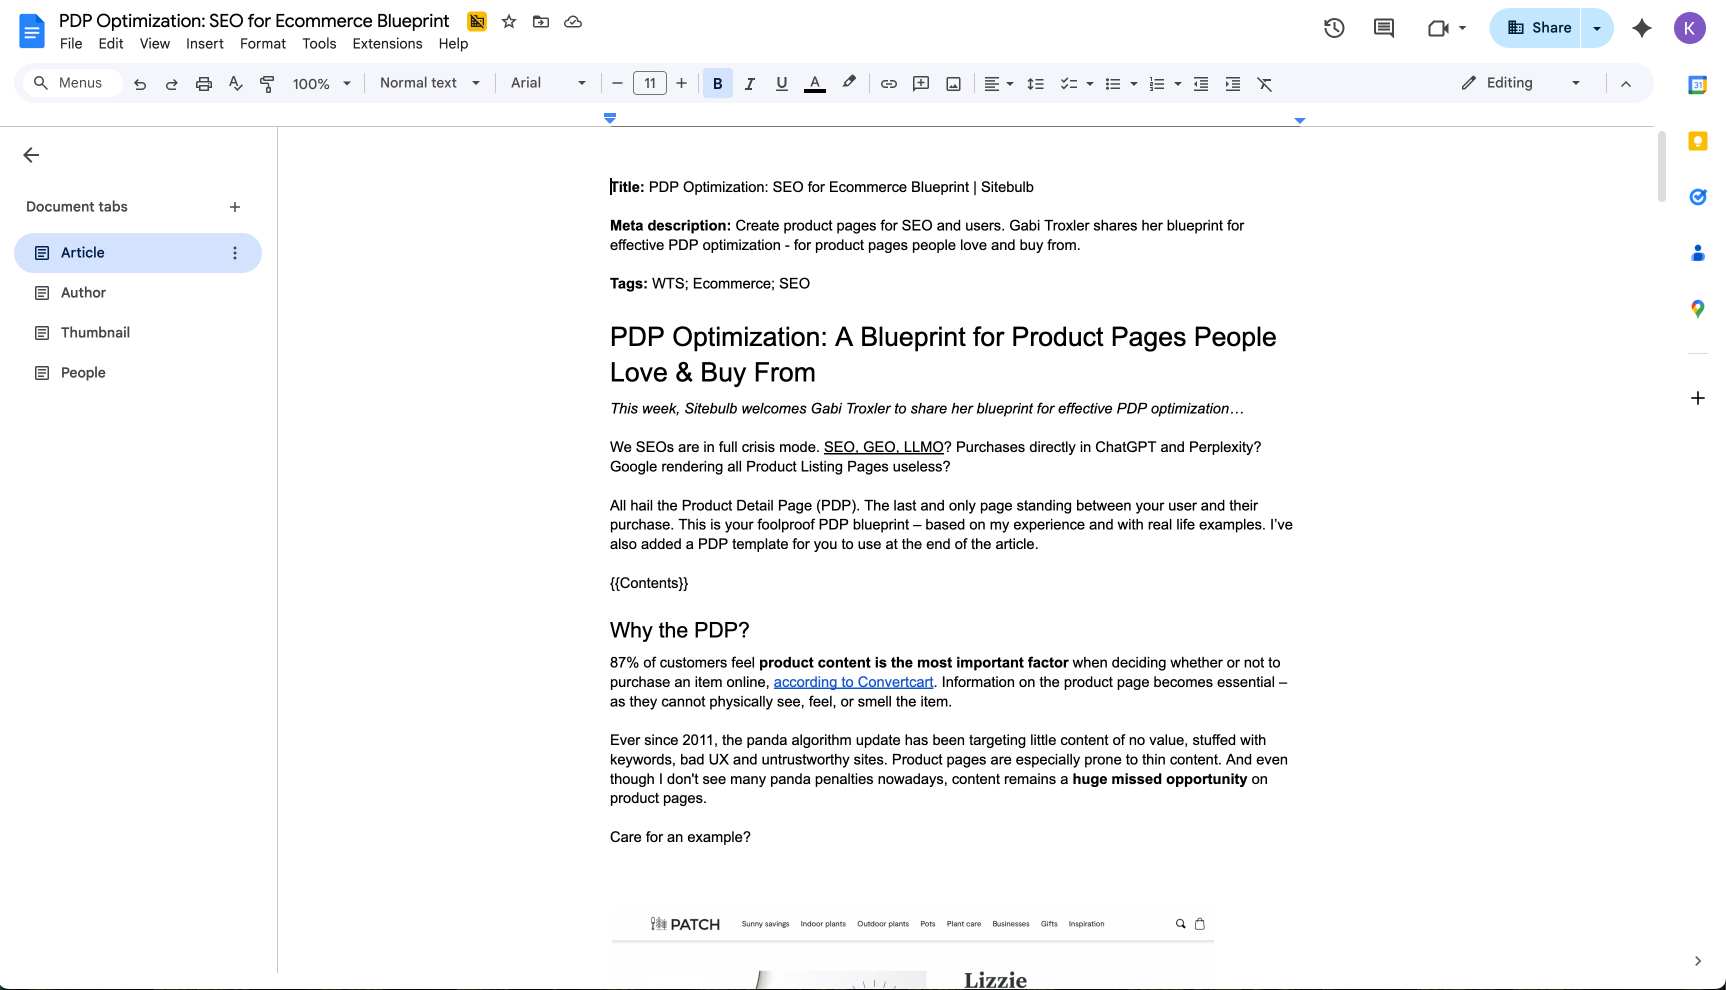 PDP Optimization: SEO for Ecommerce Blueprint
File Edit View Insert Format Tools Extensions Help
Share
K
Menus
100%
Normal text
Arial
11
B I U A
Editing
31
Document tabs
Article
Author
Thumbnail
People
Title: PDP Optimization: SEO for Ecommerce Blueprint | Sitebulb
Meta description: Create product pages for SEO and users. Gabi Troxler shares her blueprint for
effective PDP optimization - for product pages people love and buy from.
Tags: WTS; Ecommerce; SEO
PDP Optimization: A Blueprint for Product Pages People
Love & Buy From
This week, Sitebulb welcomes Gabi Troxler to share her blueprint for effective PDP optimization…
We SEOs are in full crisis mode. SEO, GEO, LLMO? Purchases directly in ChatGPT and Perplexity?
Google rendering all Product Listing Pages useless?
All hail the Product Detail Page (PDP). The last and only page standing between your user and their
purchase. This is your foolproof PDP blueprint – based on my experience and with real life examples. I’ve
also added a PDP template for you to use at the end of the article.
{{Contents}}
Why the PDP?
87% of customers feel product content is the most important factor when deciding whether or not to
purchase an item online, according to Convertcart. Information on the product page becomes essential –
as they cannot physically see, feel, or smell the item.
Ever since 2011, the panda algorithm update has been targeting little content of no value, stuffed with
keywords, bad UX and untrustworthy sites. Product pages are especially prone to thin content. And even
though I don't see many panda penalties nowadays, content remains a huge missed opportunity on
product pages.
Care for an example?
PATCH Sunny savings Indoor plants Outdoor plants Pots Plant care Businesses Gifts Inspiration
Lizzie